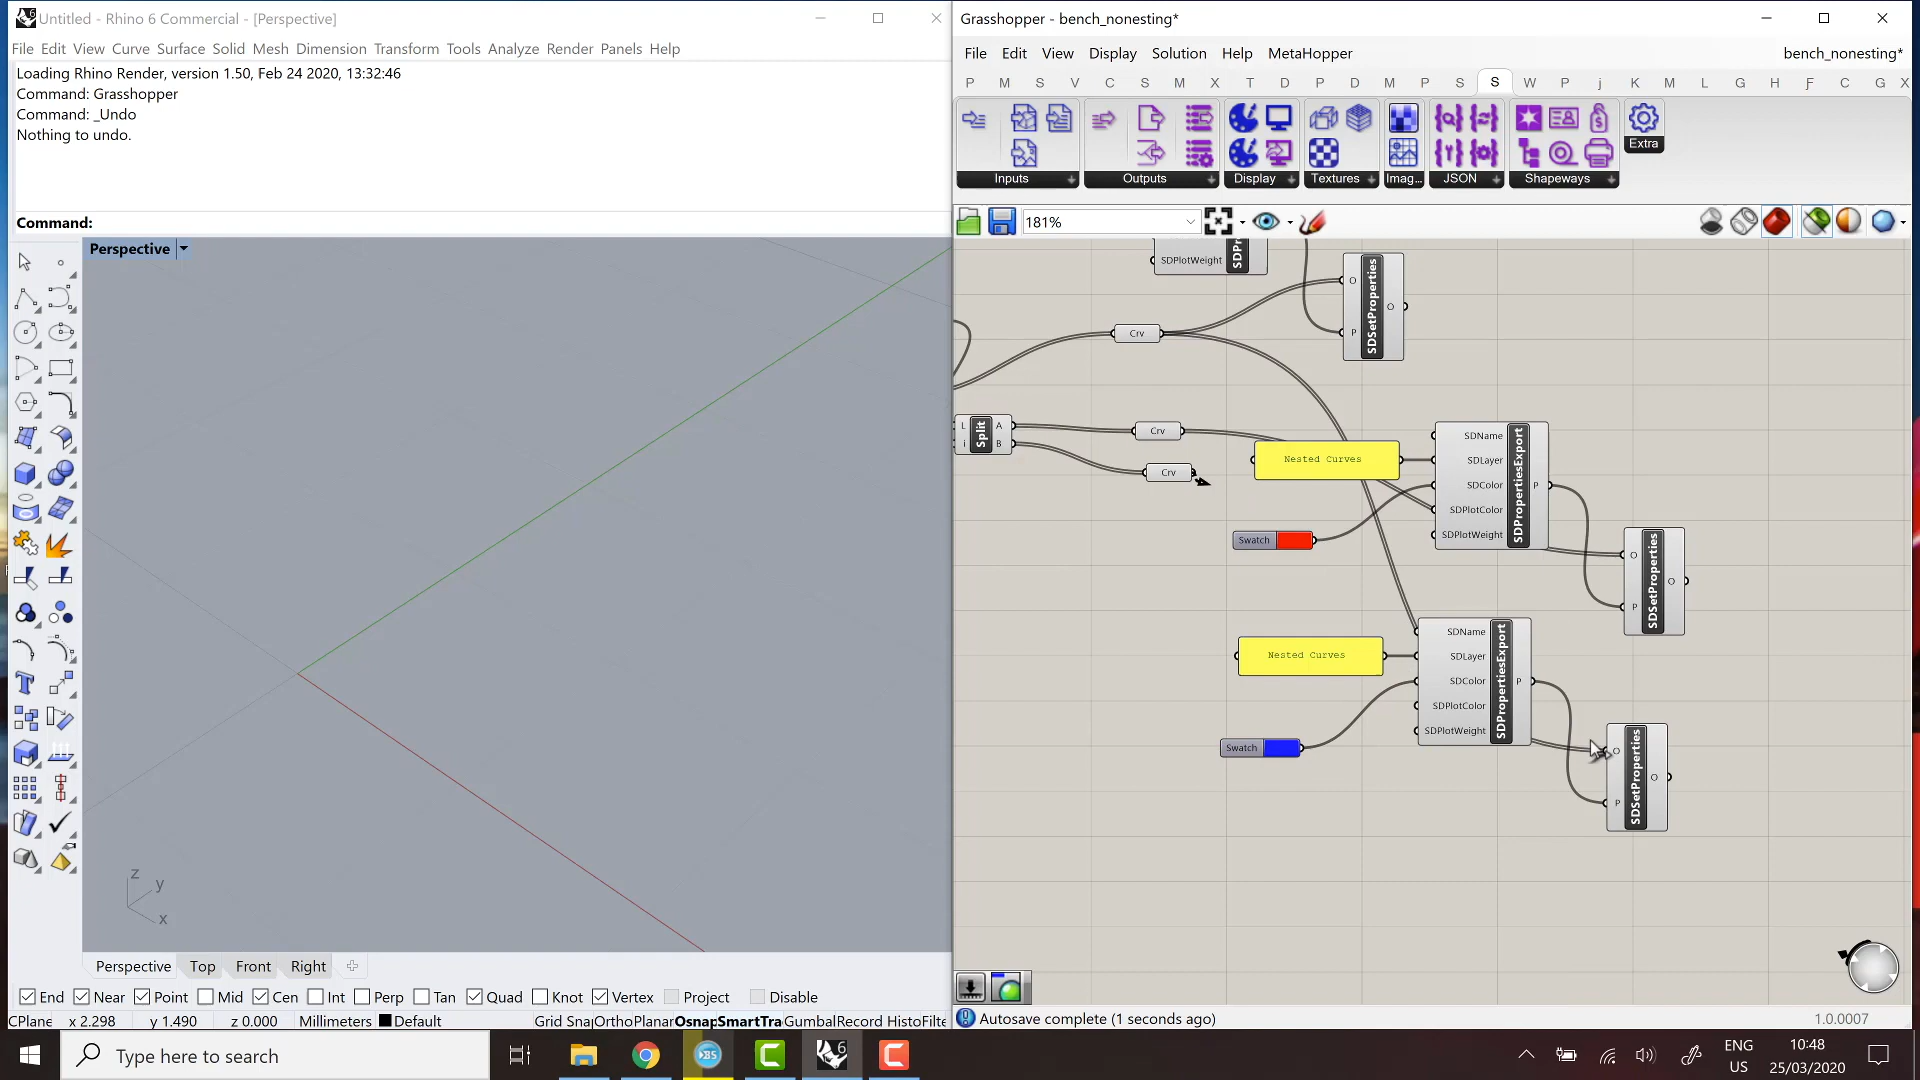 Untitled - Rhino 6 Commercial - [Perspective]
File Edit View Curve Surface Solid Mesh Dimension Transform Tools Analyze Render Panels Help
Loading Rhino Render, version 1.50, Feb 24 2020, 13:32:46
Command: Grasshopper
Command: _Undo
Nothing to undo.
Command:
Perspective
z
y
x
Perspective Top Front Right
End Near Point Mid Cen Int Perp Tan Quad Knot Vertex Project Disable
CPlane x 2.298 y 1.490 z 0.000 Millimeters Default Grid Snap Ortho Planar Osnap SmartTra Gumbal Record Histo Filte
Grasshopper - bench_nonesting*
File Edit View Display Solution Help MetaHopper bench_nonesting*
P M S V C S M X T D P D M P S S W P j K M L G H F C G X
Extra
Inputs Outputs Display Textures Imag... JSON Shapeways
181%
SDPlotWeight SDPr
O P SDSetProperties O
Crv
L i Split A B
Crv
Crv
Nested Curves
SDName
SDLayer
SDColor
SDPlotColor
SDPlotWeight
SDPropertiesExport
P
Swatch
O P SDSetProperties O
Nested Curves
SDName
SDLayer
SDColor
SDPlotColor
SDPlotWeight
SDPropertiesExport
P
Swatch
O P SDSetProperties O
Autosave complete (1 seconds ago) 1.0.0007
Type here to search
ENG
US
10:48
25/03/2020